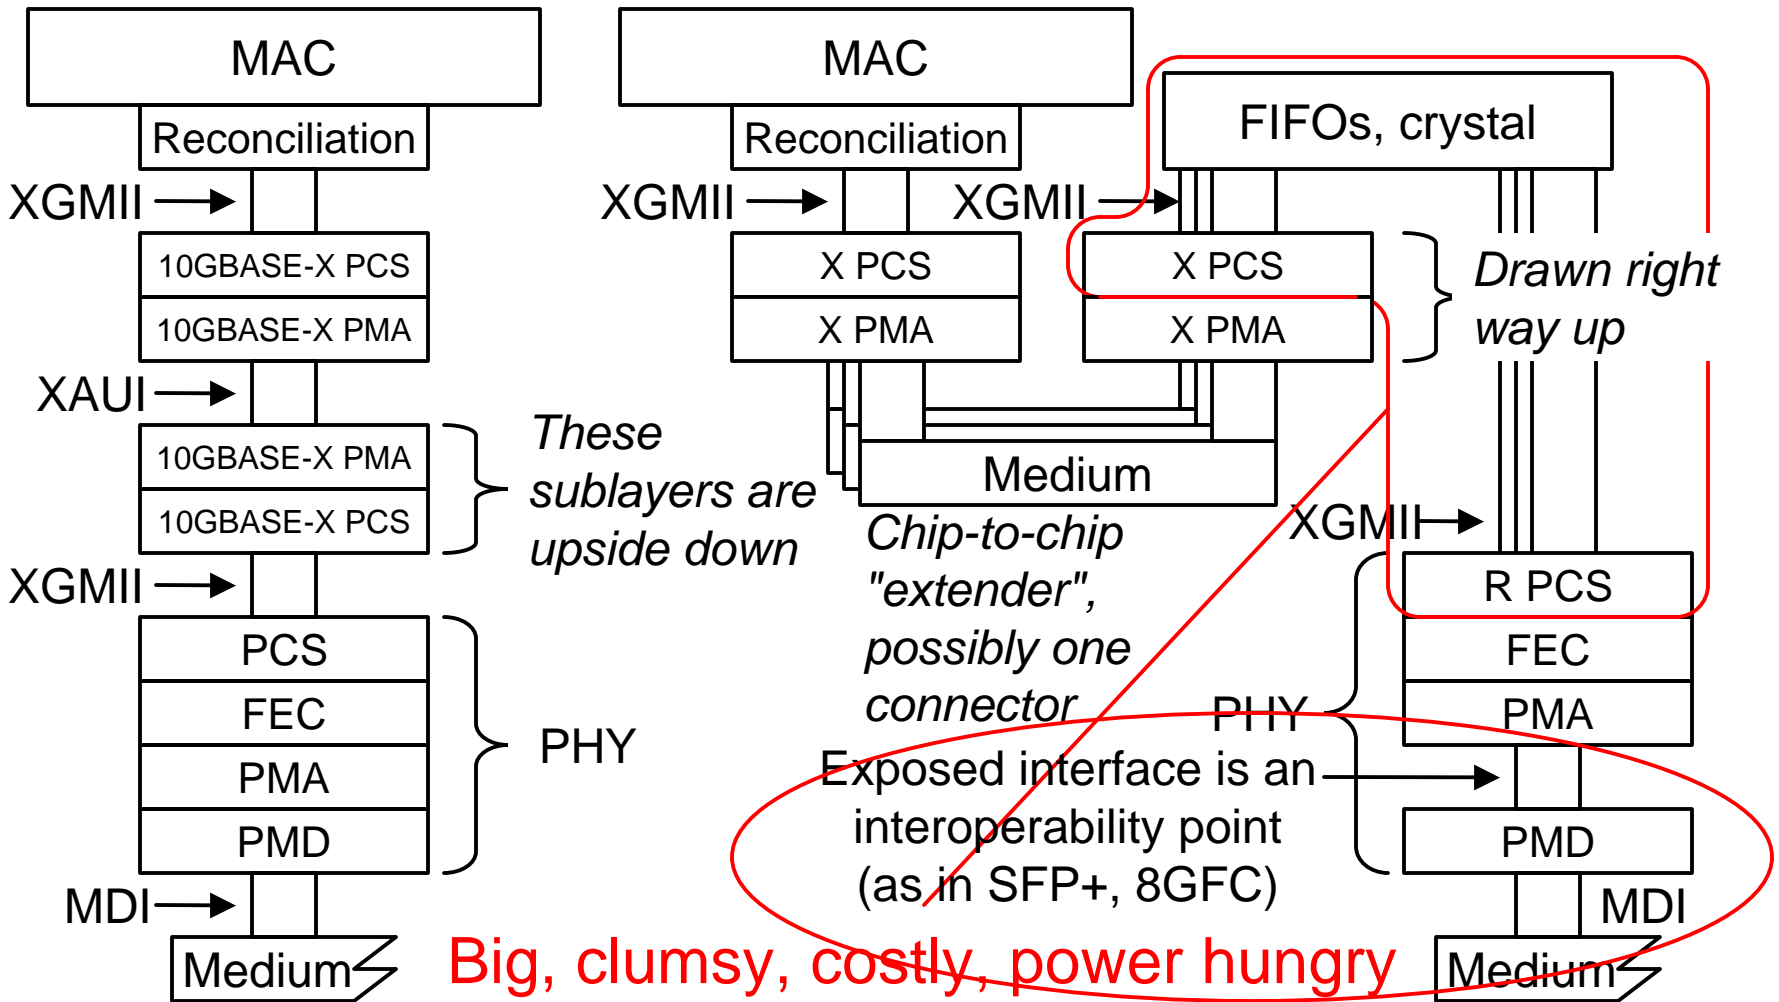 MAC
Reconciliation
XGMII
10GBASE-X PCS
10GBASE-X PMA
XAUI
10GBASE-X PMA
10GBASE-X PCS
These
sublayers are
upside down
XGMII
PCS
FEC
PMA
PMD
PHY
MDI
Medium
MAC
Reconciliation
XGMII
X PCS
X PMA
FIFOs, crystal
XGMII
X PCS
X PMA
Drawn right
way up
Medium
Chip-to-chip
"extender",
possibly one
connector
XGMII
R PCS
FEC
PMA
PHY
Exposed interface is an
interoperability point
(as in SFP+, 8GFC)
PMD
MDI
Medium
Big, clumsy, costly, power hungry